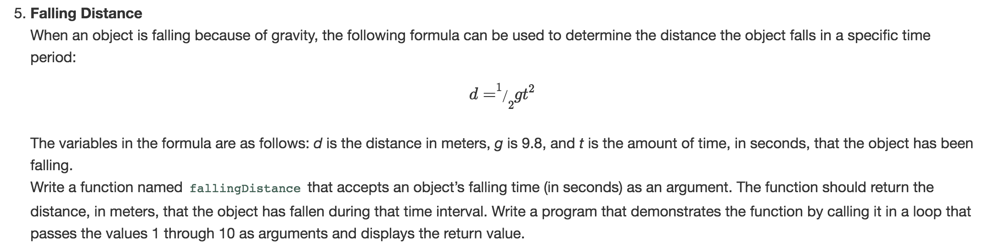 5. Falling Distance
When an object is falling because of gravity, the following formula can be used to determine the distance the object falls in a specific time
period:
d =¹/₂gt²
The variables in the formula are as follows: d is the distance in meters, g is 9.8, and t is the amount of time, in seconds, that the object has been
falling.
Write a function named fallingDistance that accepts an object’s falling time (in seconds) as an argument. The function should return the
distance, in meters, that the object has fallen during that time interval. Write a program that demonstrates the function by calling it in a loop that
passes the values 1 through 10 as arguments and displays the return value.